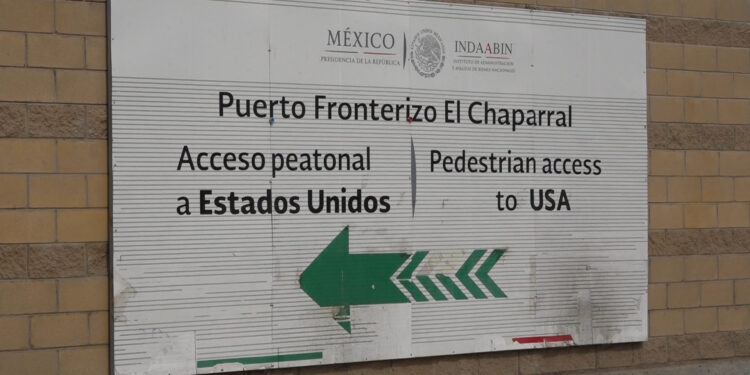 MÉXICO
PRESIDENCIA DE LA REPÚBLICA
INDAABIN
INSTITUTO DE ADMINISTRACIÓN
Y AVALÚOS DE BIENES NACIONALES
Puerto Fronterizo El Chaparral
Acceso peatonal
a Estados Unidos
Pedestrian access
to USA